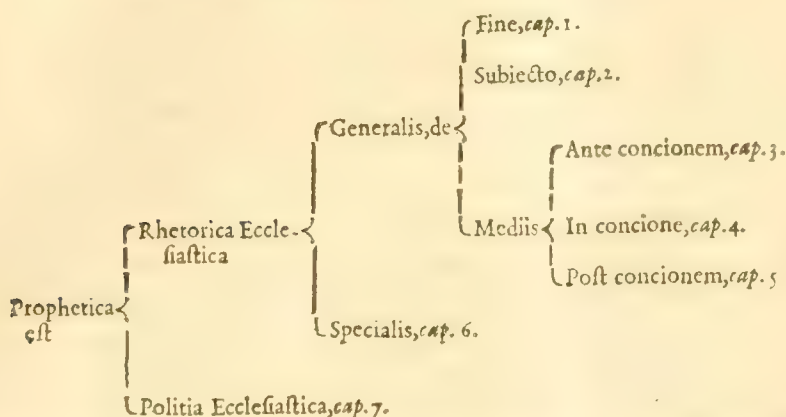 Fine, cap. 1.
Subiecto, cap. 2.
Generalis, de
Ante concionem, cap. 3.
Rhetorica Eccle-
siastica
Mediis
In concione, cap. 4.
Post concionem, cap. 5
Prophetica
est
Specialis, cap. 6.
Politia Ecclesiastica, cap. 7.